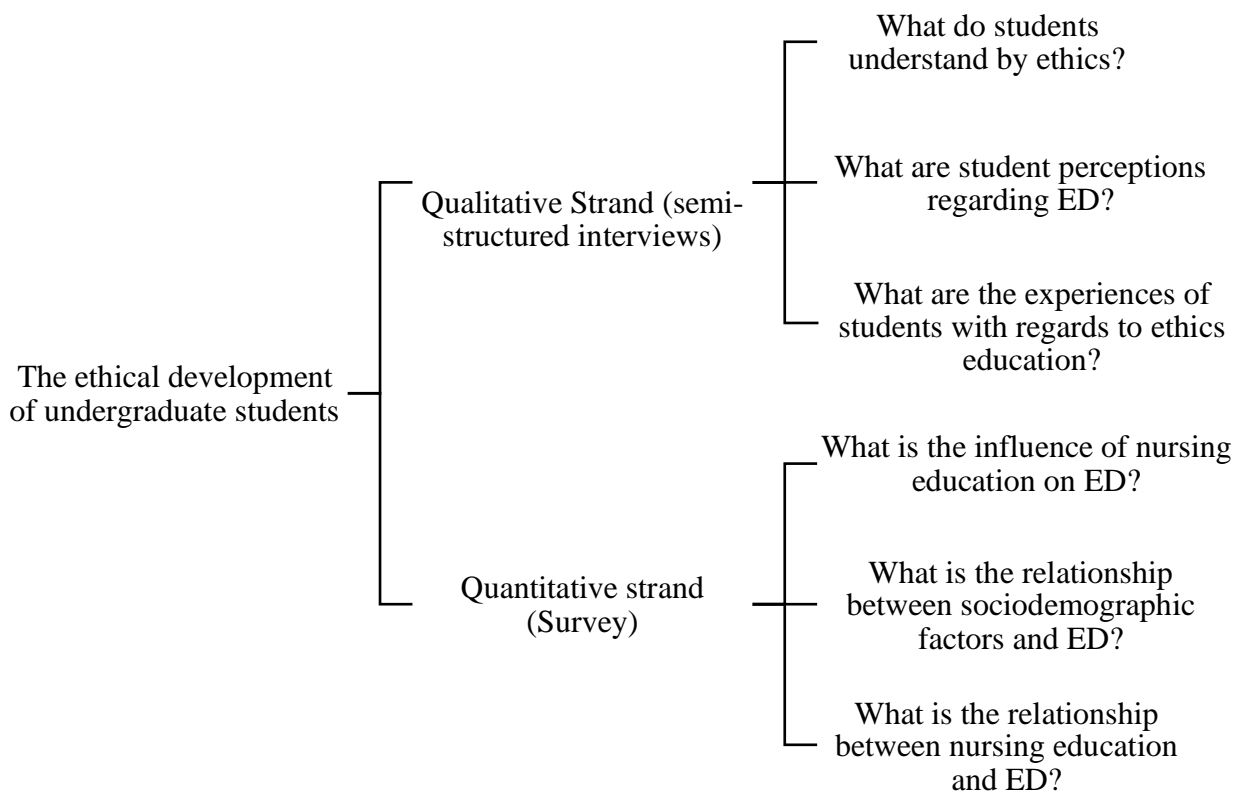 What do students
understand by ethics?
What are student perceptions
regarding ED?
Qualitative Strand (semi-
structured interviews)
What are the experiences of
students with regards to ethics
education?
The ethical development
of undergraduate students
What is the influence of nursing
education on ED?
Quantitative strand
(Survey)
What is the relationship
between sociodemographic
factors and ED?
What is the relationship
between nursing education
and ED?